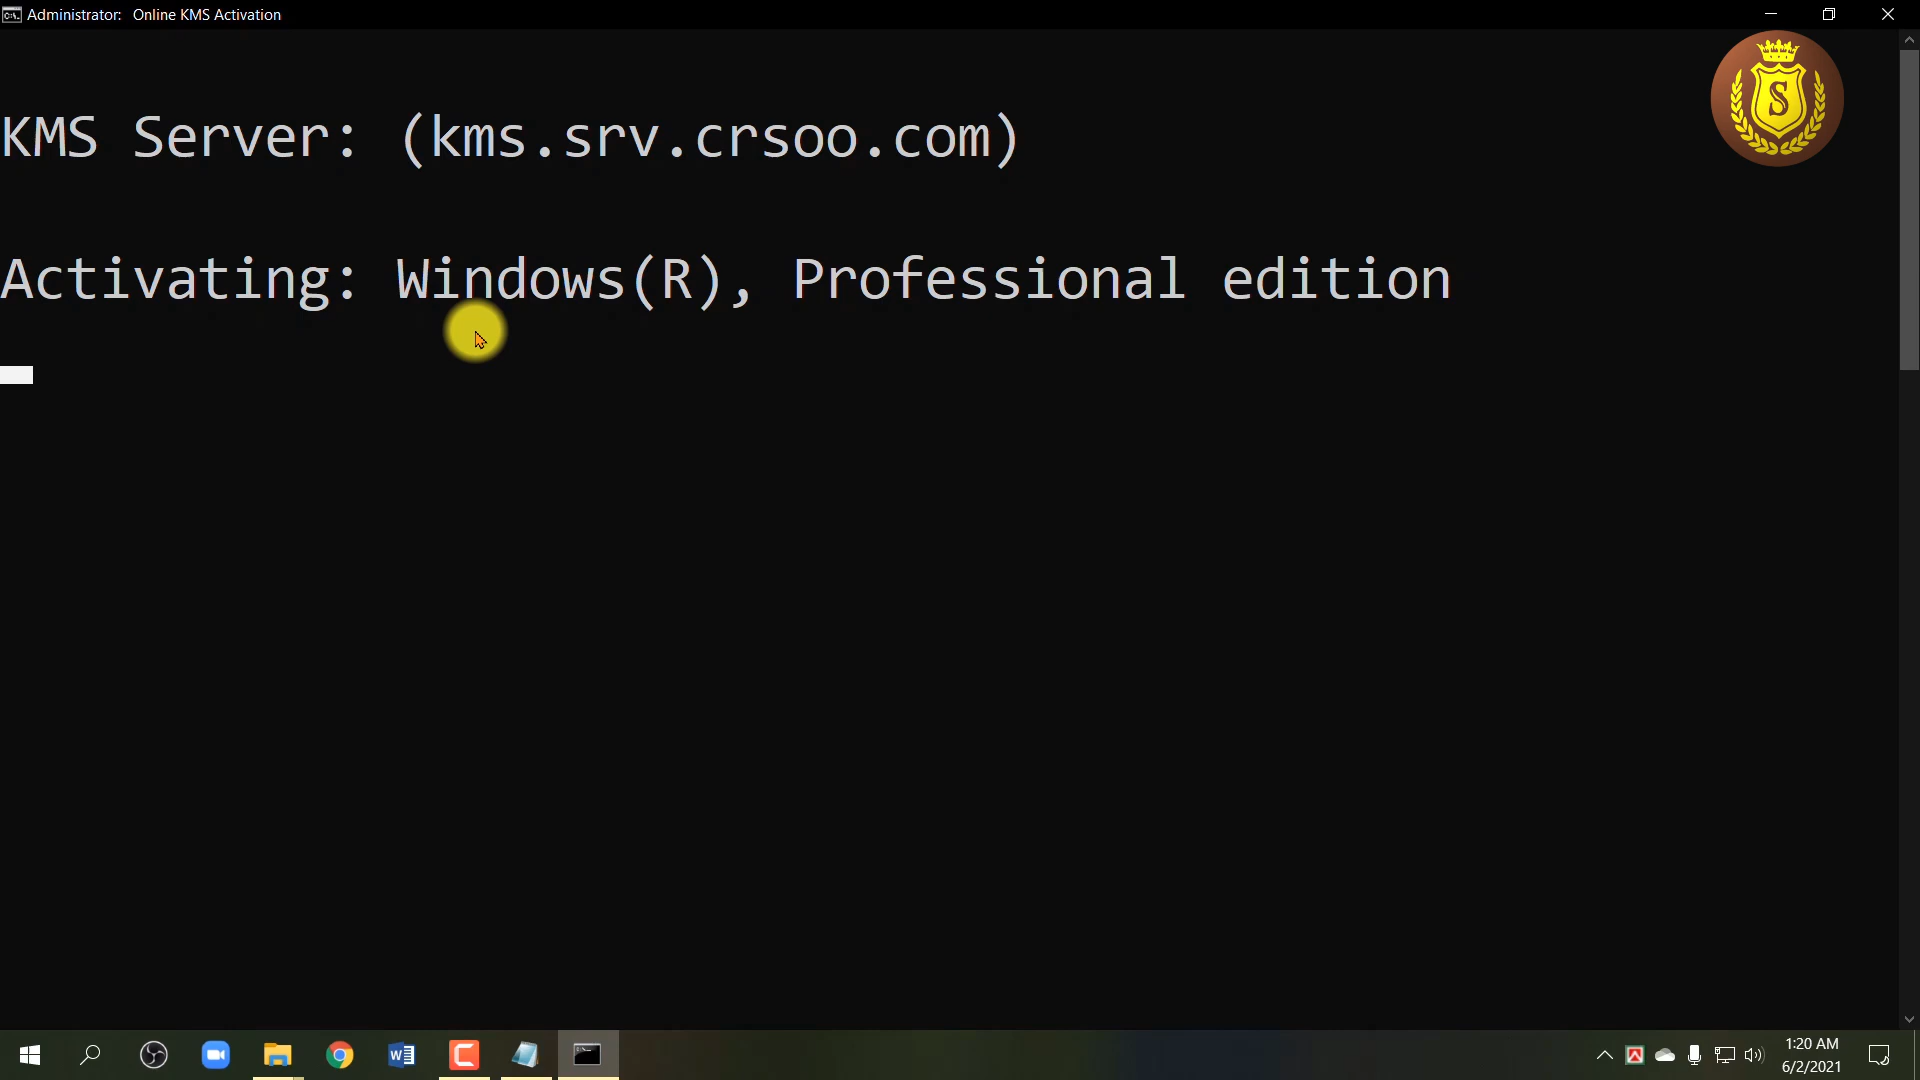 Administrator: Online KMS Activation
KMS Server: (kms.srv.crsoo.com)
Activating: Windows(R), Professional edition
S
1:20 AM
6/2/2021